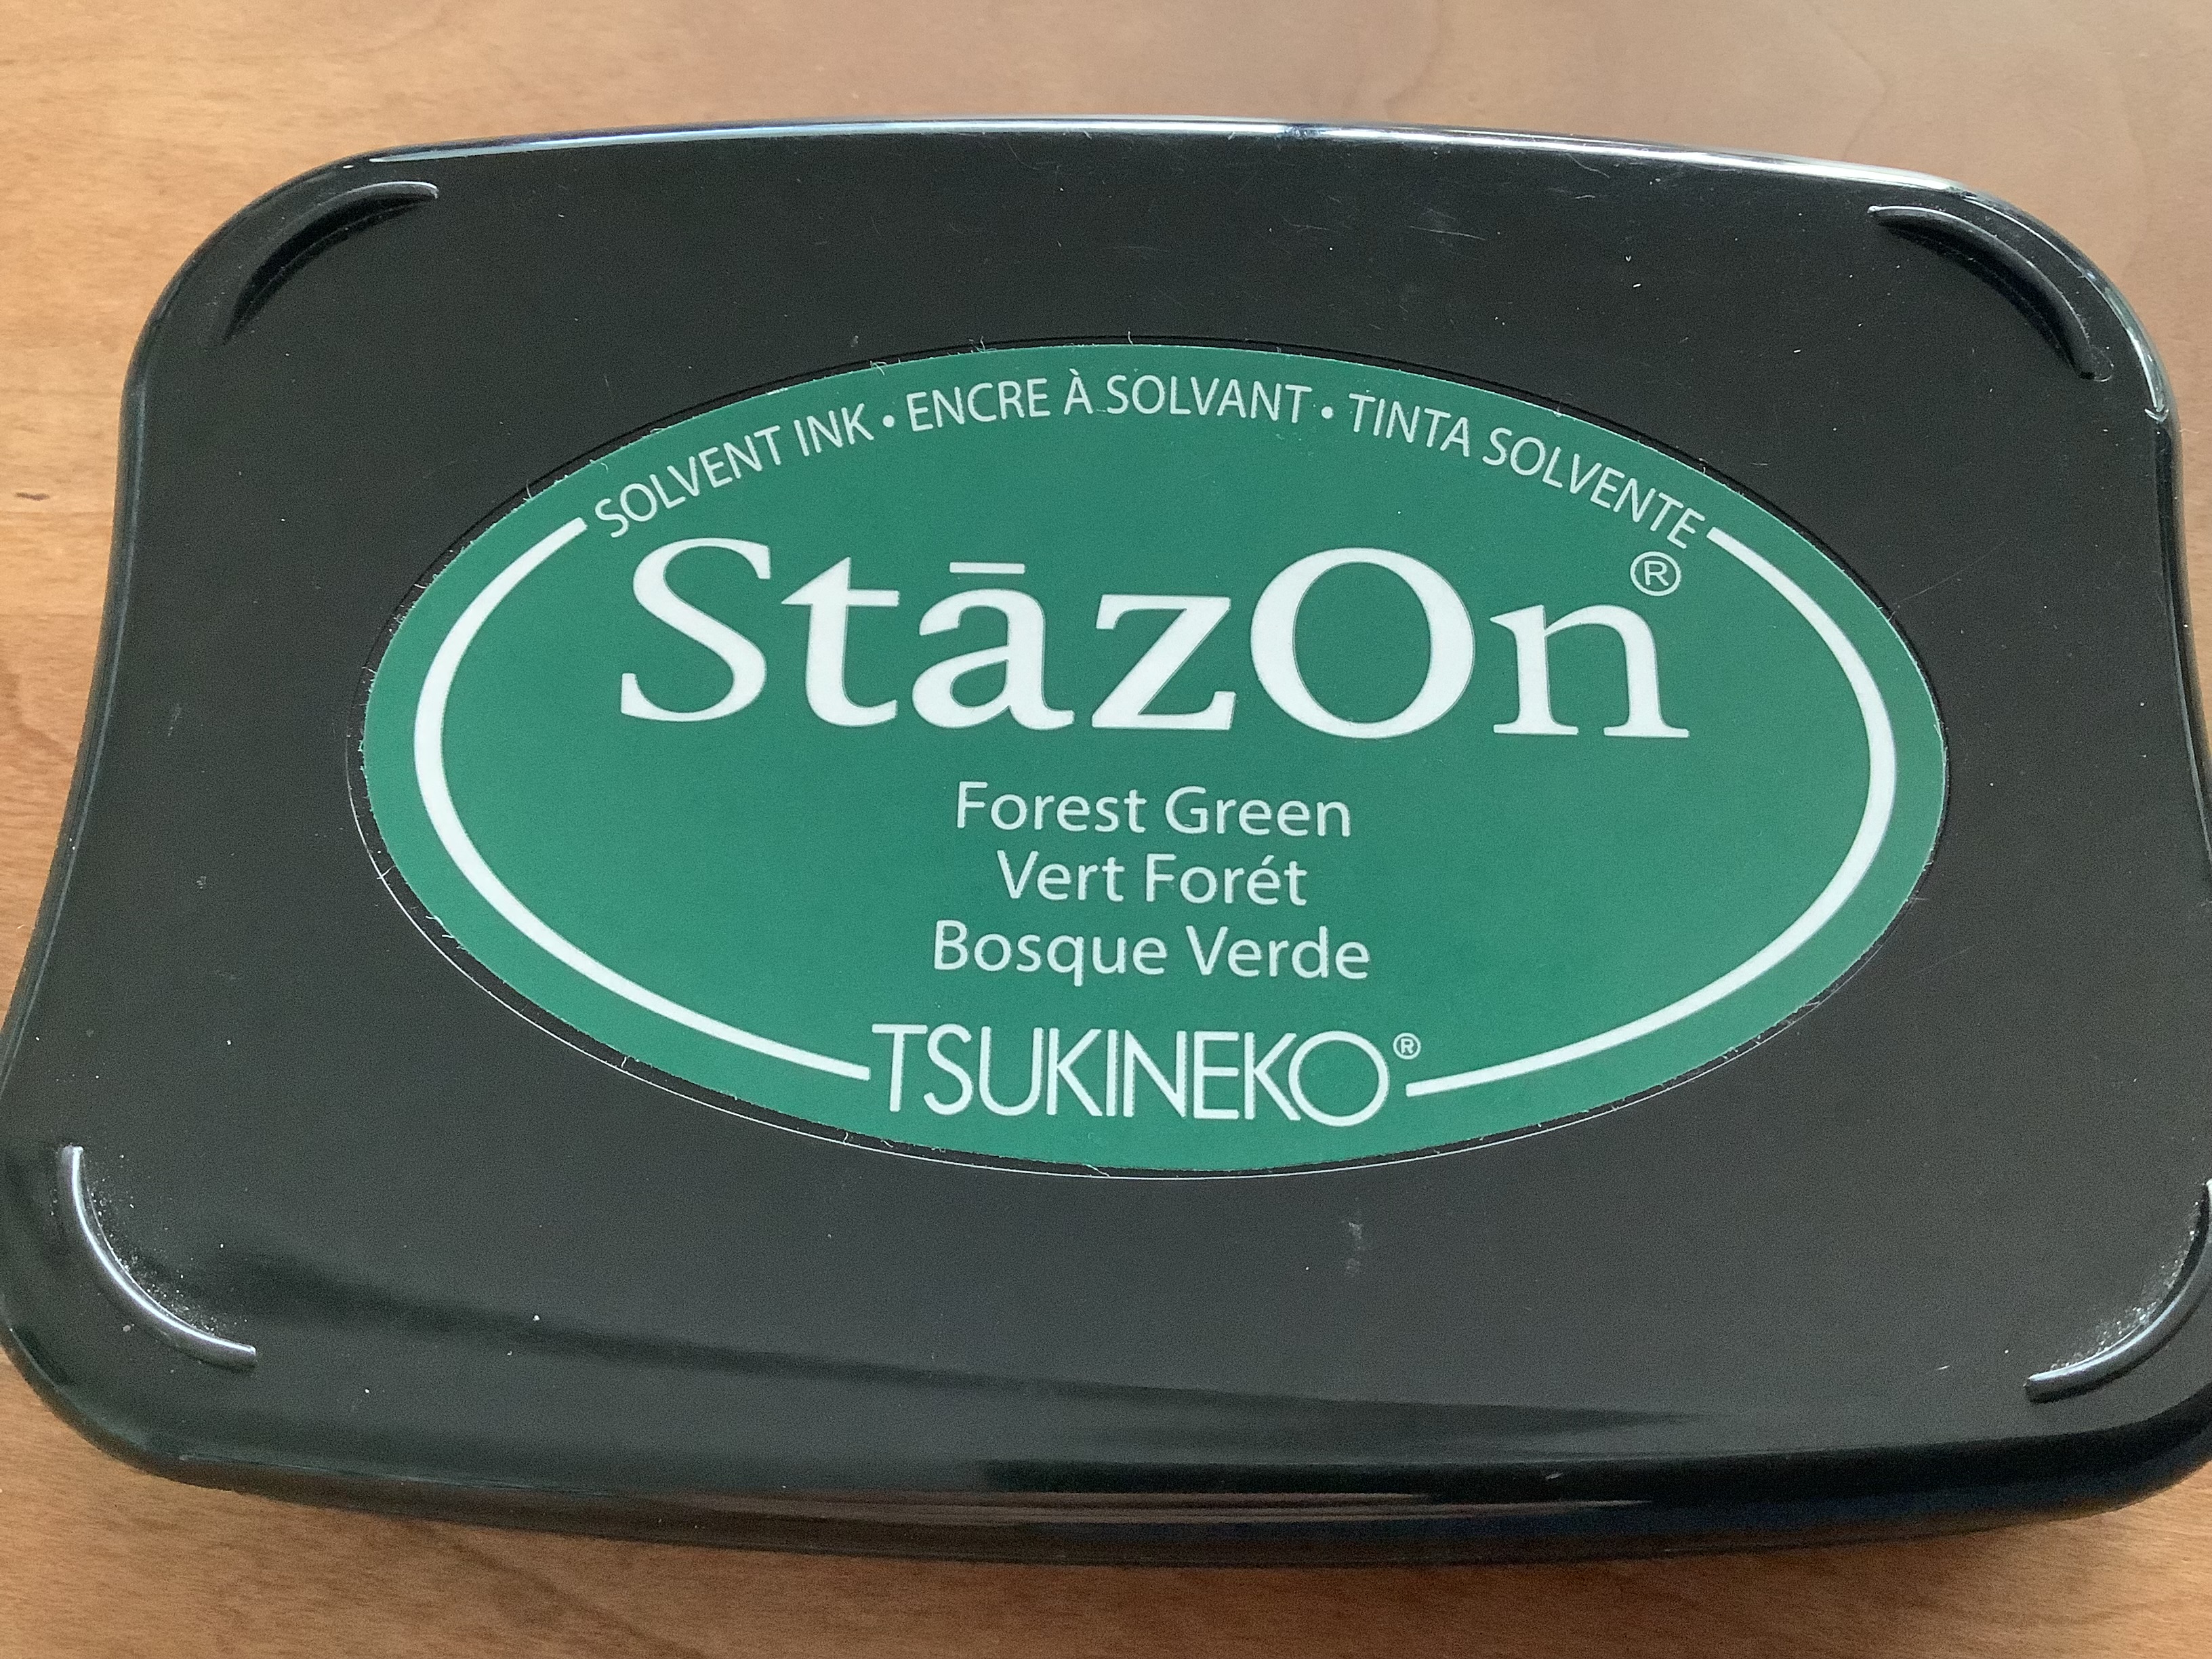 SOLVENT INK • ENCRE À SOLVANT • TINTA SOLVENTE
StāzOn®
Forest Green
Vert Forét
Bosque Verde
TSUKINEKO®